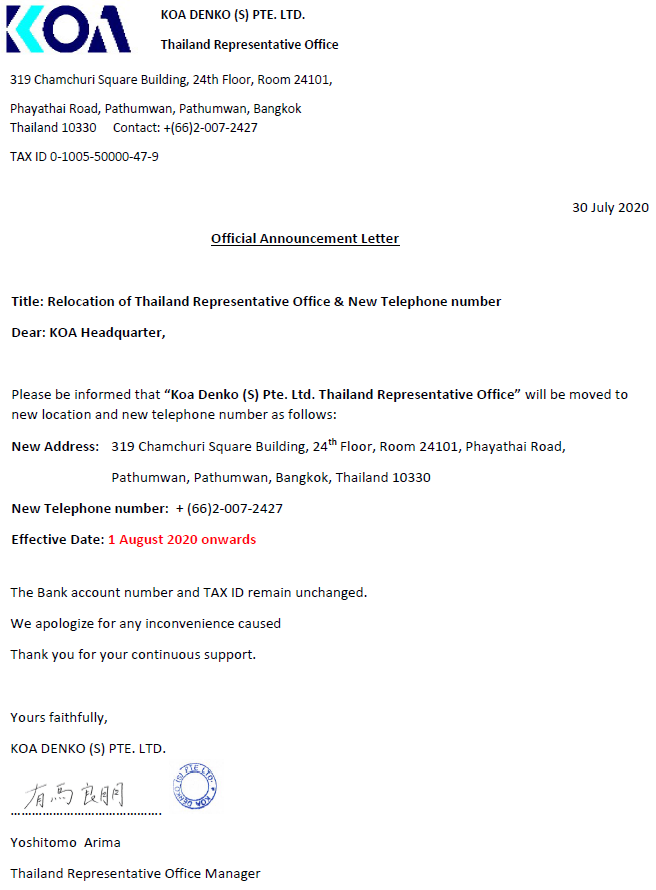 KOA
KOA DENKO (S) PTE. LTD.
Thailand Representative Office
319 Chamchuri Square Building, 24th Floor, Room 24101,
Phayathai Road, Pathumwan, Pathumwan, Bangkok
Thailand 10330 Contact: +(66)2-007-2427
TAX ID 0-1005-50000-47-9
30 July 2020
Official Announcement Letter
Title: Relocation of Thailand Representative Office & New Telephone number
Dear: KOA Headquarter,
Please be informed that “Koa Denko (S) Pte. Ltd. Thailand Representative Office” will be moved to
new location and new telephone number as follows:
New Address: 319 Chamchuri Square Building, 24th Floor, Room 24101, Phayathai Road,
Pathumwan, Pathumwan, Bangkok, Thailand 10330
New Telephone number: + (66)2-007-2427
Effective Date: 1 August 2020 onwards
The Bank account number and TAX ID remain unchanged.
We apologize for any inconvenience caused
Thank you for your continuous support.
Yours faithfully,
KOA DENKO (S) PTE. LTD.
有馬良朋
KOA DENKO (S) PTE LTD.
…………………………………….
Yoshitomo Arima
Thailand Representative Office Manager